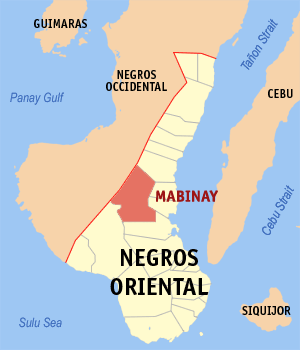 GUIMARAS
Tañon Strait
NEGROS
OCCIDENTAL
Panay Gulf
CEBU
MABINAY
Cebu Strait
NEGROS
ORIENTAL
SIQUIJOR
Sulu Sea